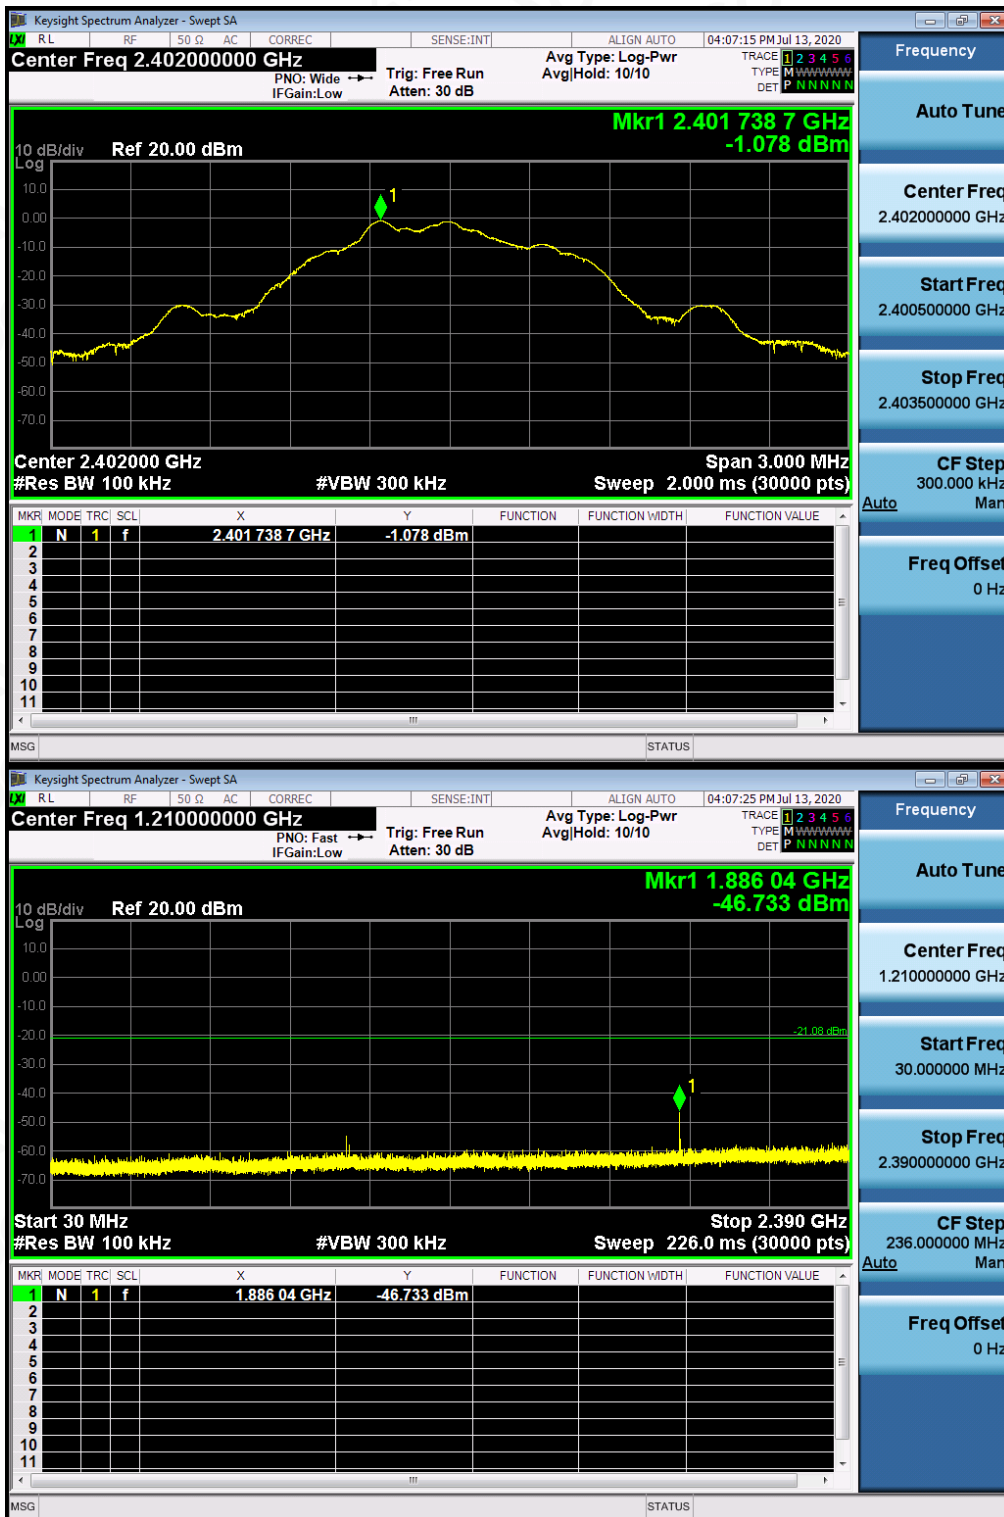 Keysight Spectrum Analyzer - Swept SA
LXI RL RF 50 Ω AC CORREC SENSE:INT ALIGN AUTO 04:07:15 PM Jul 13, 2020
Center Freq 2.402000000 GHz
PNO: Wide
IFGain:Low
Trig: Free Run
Atten: 30 dB
Avg Type: Log-Pwr
Avg|Hold: 10/10
TRACE 1 2 3 4 5 6
TYPE M WWWWW
DET P N N N N N
Mkr1 2.401 738 7 GHz
-1.078 dBm
10 dB/div Ref 20.00 dBm
Log
10.0
0.00
-10.0
-20.0
-30.0
-40.0
-50.0
-60.0
-70.0
1
Center 2.402000 GHz Span 3.000 MHz
#Res BW 100 kHz #VBW 300 kHz Sweep 2.000 ms (30000 pts)
MKR MODE TRC SCL X Y FUNCTION FUNCTION WIDTH FUNCTION VALUE
1 N 1 f 2.401 738 7 GHz -1.078 dBm
2
3
4
5
6
7
8
9
10
11
MSG STATUS
Frequency
Auto Tune
Center Freq
2.402000000 GHz
Start Freq
2.400500000 GHz
Stop Freq
2.403500000 GHz
CF Step
300.000 kHz
Auto Man
Freq Offset
0 Hz
Keysight Spectrum Analyzer - Swept SA
LXI RL RF 50 Ω AC CORREC SENSE:INT ALIGN AUTO 04:07:25 PM Jul 13, 2020
Center Freq 1.210000000 GHz
PNO: Fast
IFGain:Low
Trig: Free Run
Atten: 30 dB
Avg Type: Log-Pwr
Avg|Hold: 10/10
TRACE 1 2 3 4 5 6
TYPE M WWWWW
DET P N N N N N
Mkr1 1.886 04 GHz
-46.733 dBm
10 dB/div Ref 20.00 dBm
Log
10.0
0.00
-10.0
-20.0
-30.0
-40.0
-50.0
-60.0
-70.0
-21.08 dBm
1
Start 30 MHz Stop 2.390 GHz
#Res BW 100 kHz #VBW 300 kHz Sweep 226.0 ms (30000 pts)
MKR MODE TRC SCL X Y FUNCTION FUNCTION WIDTH FUNCTION VALUE
1 N 1 f 1.886 04 GHz -46.733 dBm
2
3
4
5
6
7
8
9
10
11
MSG STATUS
Frequency
Auto Tune
Center Freq
1.210000000 GHz
Start Freq
30.000000 MHz
Stop Freq
2.390000000 GHz
CF Step
236.000000 MHz
Auto Man
Freq Offset
0 Hz